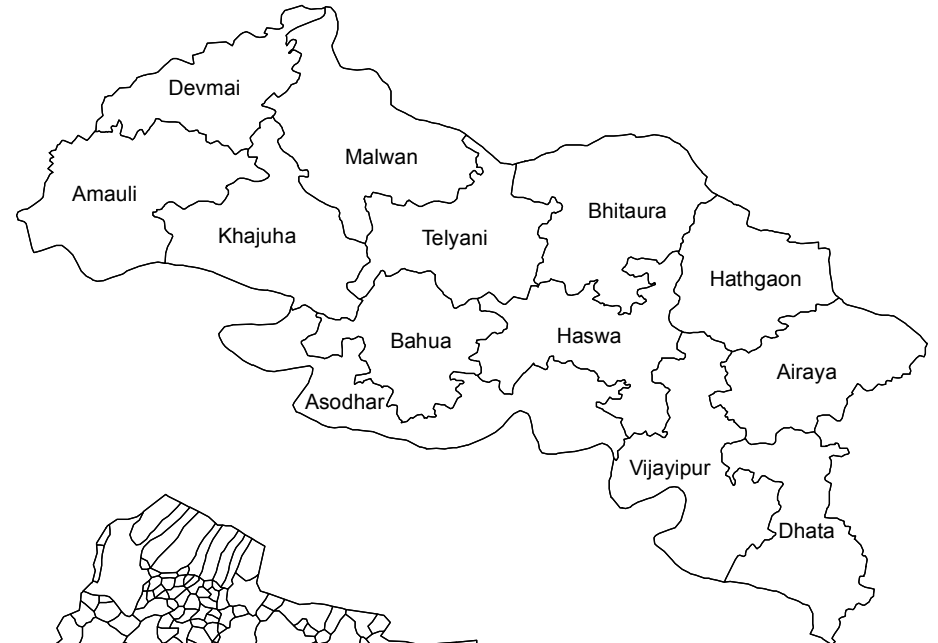 Devmai
Malwan
Amauli
Bhitaura
Khajuha
Telyani
Hathgaon
Bahua
Haswa
Airaya
Asodhar
Vijayipur
Dhata